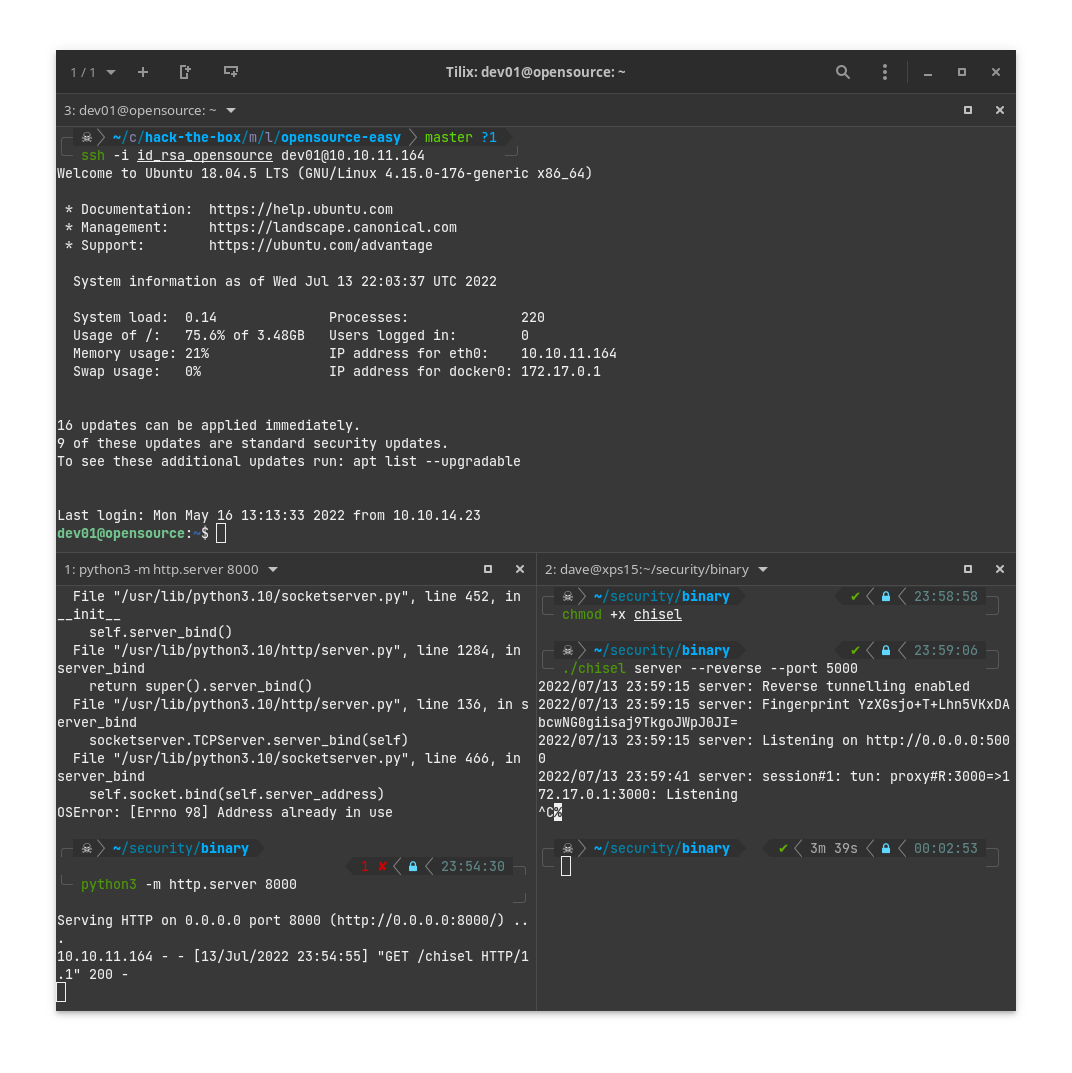 1 / 1
Tilix: dev01@opensource: ~
3: dev01@opensource: ~
~/c/hack-the-box/m/l/opensource-easy master ?1
ssh -i id_rsa_opensource dev01@10.10.11.164
Welcome to Ubuntu 18.04.5 LTS (GNU/Linux 4.15.0-176-generic x86_64)
* Documentation: https://help.ubuntu.com
* Management: https://landscape.canonical.com
* Support: https://ubuntu.com/advantage
System information as of Wed Jul 13 22:03:37 UTC 2022
System load: 0.14 Processes: 220
Usage of /: 75.6% of 3.48GB Users logged in: 0
Memory usage: 21% IP address for eth0: 10.10.11.164
Swap usage: 0% IP address for docker0: 172.17.0.1
16 updates can be applied immediately.
9 of these updates are standard security updates.
To see these additional updates run: apt list --upgradable
Last login: Mon May 16 13:13:33 2022 from 10.10.14.23
dev01@opensource:~$
1: python3 -m http.server 8000
File "/usr/lib/python3.10/socketserver.py", line 452, in
__init__
self.server_bind()
File "/usr/lib/python3.10/http/server.py", line 1284, in
server_bind
return super().server_bind()
File "/usr/lib/python3.10/http/server.py", line 136, in s
erver_bind
socketserver.TCPServer.server_bind(self)
File "/usr/lib/python3.10/socketserver.py", line 466, in
server_bind
self.socket.bind(self.server_address)
OSError: [Errno 98] Address already in use
~/security/binary
1 ✘ 23:54:30
python3 -m http.server 8000
Serving HTTP on 0.0.0.0 port 8000 (http://0.0.0.0:8000/) ..
.
10.10.11.164 - - [13/Jul/2022 23:54:55] "GET /chisel HTTP/1
.1" 200 -
2: dave@xps15:~/security/binary
~/security/binary ✔ 23:58:58
chmod +x chisel
~/security/binary ✔ 23:59:06
./chisel server --reverse --port 5000
2022/07/13 23:59:15 server: Reverse tunnelling enabled
2022/07/13 23:59:15 server: Fingerprint YzXGsjo+T+Lhn5VKxDA
bcwNG0giisaj9TkgoJWpJ0JI=
2022/07/13 23:59:15 server: Listening on http://0.0.0.0:500
0
2022/07/13 23:59:41 server: session#1: tun: proxy#R:3000=>1
72.17.0.1:3000: Listening
^C%
~/security/binary ✔ 3m 39s 00:02:53